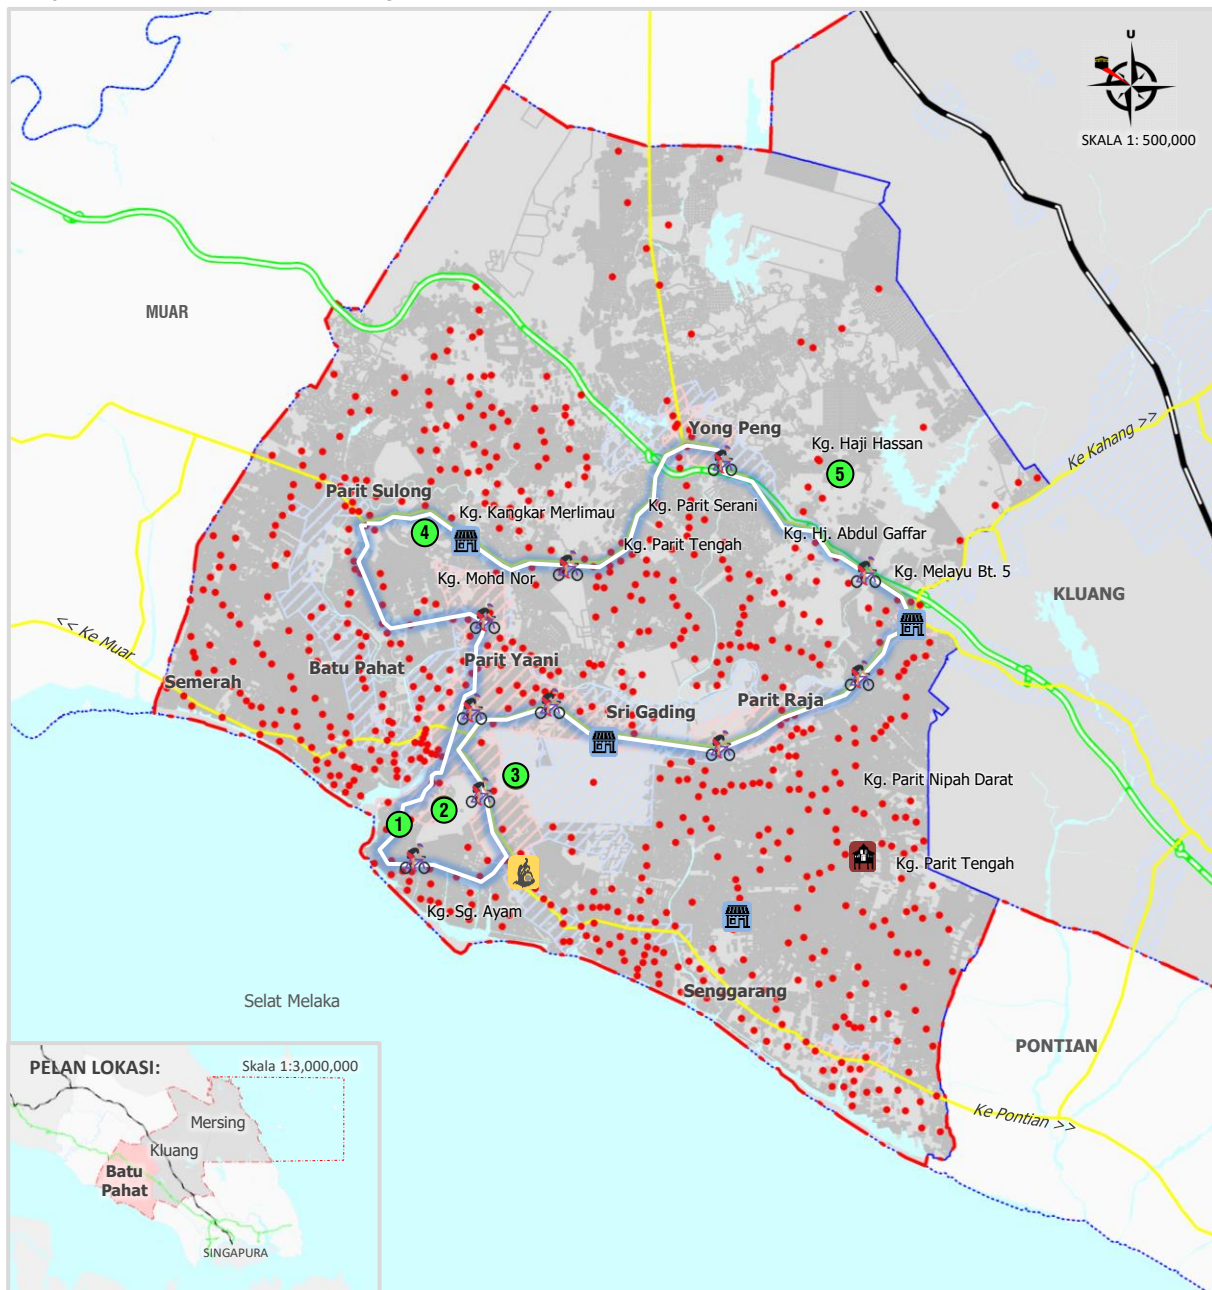 U
SKALA 1: 500,000
MUAR
Ke Kahang >>
Yong Peng
Kg. Haji Hassan
5
Parit Sulong
Kg. Kangkar Merlimau
Kg. Parit Serani
4
Kg. Hj. Abdul Gaffar
Kg. Parit Tengah
Kg. Mohd Nor
Kg. Melayu Bt. 5
KLUANG
<< Ke Muar
Batu Pahat
Parit Yaani
Semerah
Parit Raja
Sri Gading
3
Kg. Parit Nipah Darat
2
1
Kg. Parit Tengah
Kg. Sg. Ayam
Senggarang
Selat Melaka
PONTIAN
Ke Pontian >>
PELAN LOKASI:
Skala 1:3,000,000
Mersing
Kluang
Batu
Pahat
SINGAPURA